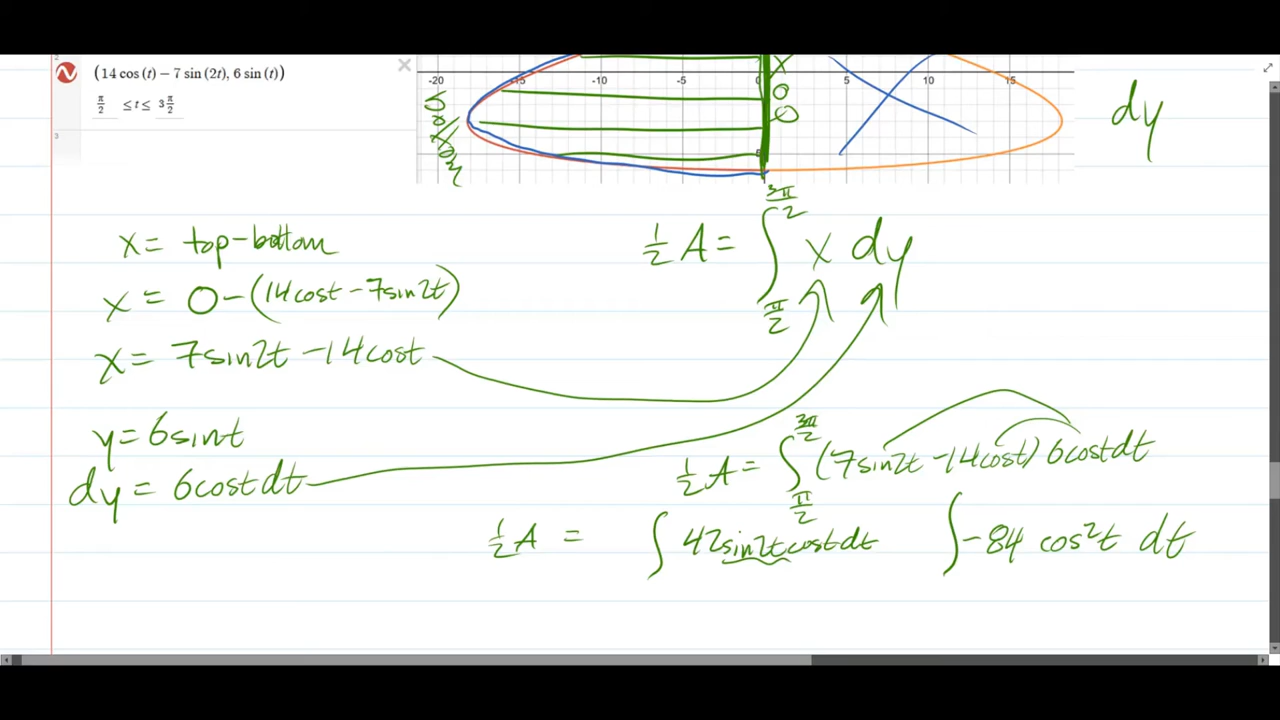 2
(14 cos (t) − 7 sin (2t), 6 sin (t))
π/2 ≤ t ≤ 3π/2
3
-20 -15 -10 -5 0 5 10 15
dy
x = top-bottom
½A = ∫_{π/2}^{3π/2} x dy
x = 0-(14cost-7sin2t)
x = 7sin2t -14cost
y=6sint
½A = ∫_{π/2}^{3π/2} (7sin2t -14cost)6costdt
dy = 6costdt
½A = ∫ 42sin2tcostdt ∫-84 cos²t dt